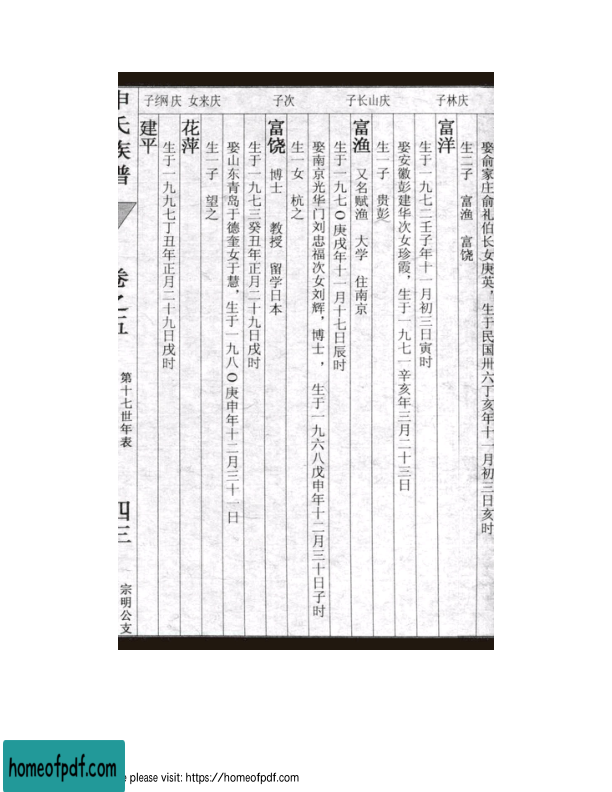 娶俞家庄俞礼伯长女庚英，生于民国卅六丁亥年十一月初三日亥时
生二子　富渔　富饶
庆林子
富洋
生于一九七二壬子年十一月初三日寅时
娶安徽彭建华次女珍霞，生于一九七一辛亥年三月二十三日
生一子　贵彭
庆山长子
富渔　又名赋渔　大学　住南京
生于一九七〇庚戌年十一月十七日辰时
娶南京光华门刘忠福次女刘辉，博士，生于一九六八戊申年十二月三十日子时
生一女　杭之
次子
富饶　博士　教授　留学日本
生于一九七三癸丑年正月二十九日戌时
娶山东青岛于德奎女于慧，生于一九八〇庚申年十二月三十一日
生一子　望之
庆来女
花萍
生于一九九七丁丑年正月二十九日戌时
庆纲子
建平
申氏族谱
卷之五
第十七世年表
四三
宗明公支
homeofpdf.com
please visit: https://homeofpdf.com